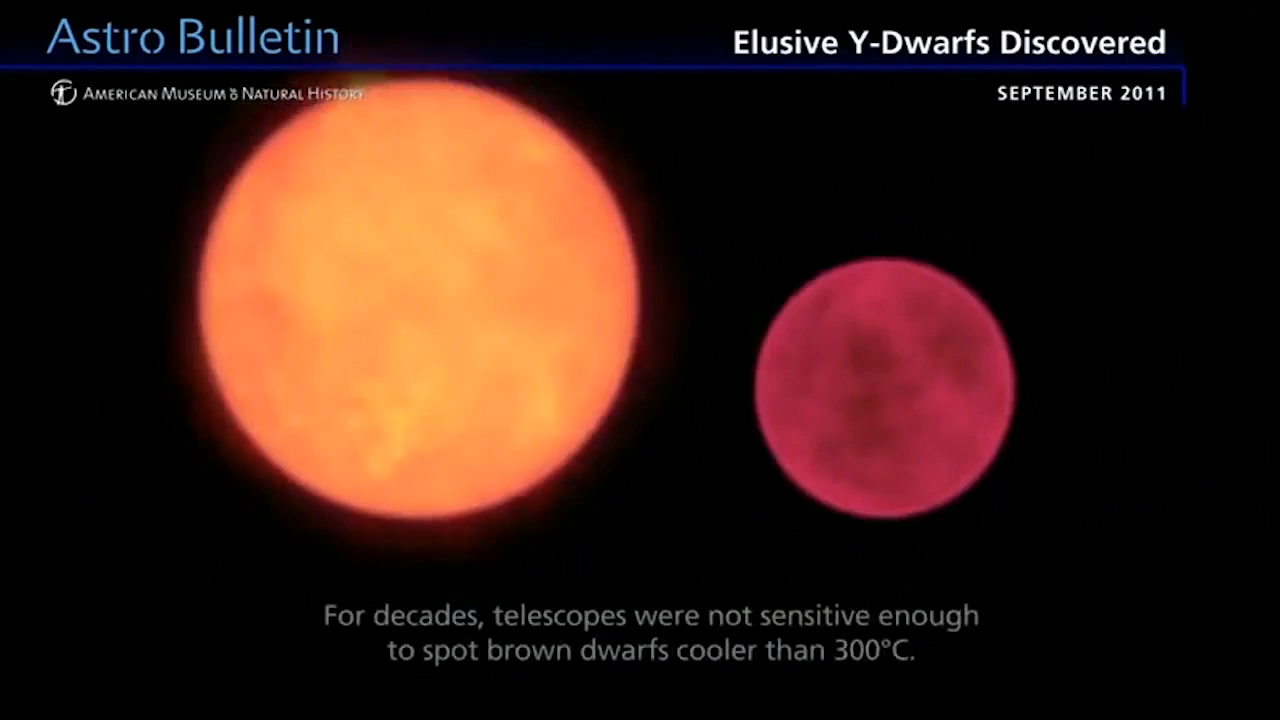 Astro Bulletin
Elusive Y-Dwarfs Discovered
AMERICAN MUSEUM OF NATURAL HISTORY
SEPTEMBER 2011
For decades, telescopes were not sensitive enough
to spot brown dwarfs cooler than 300°C.